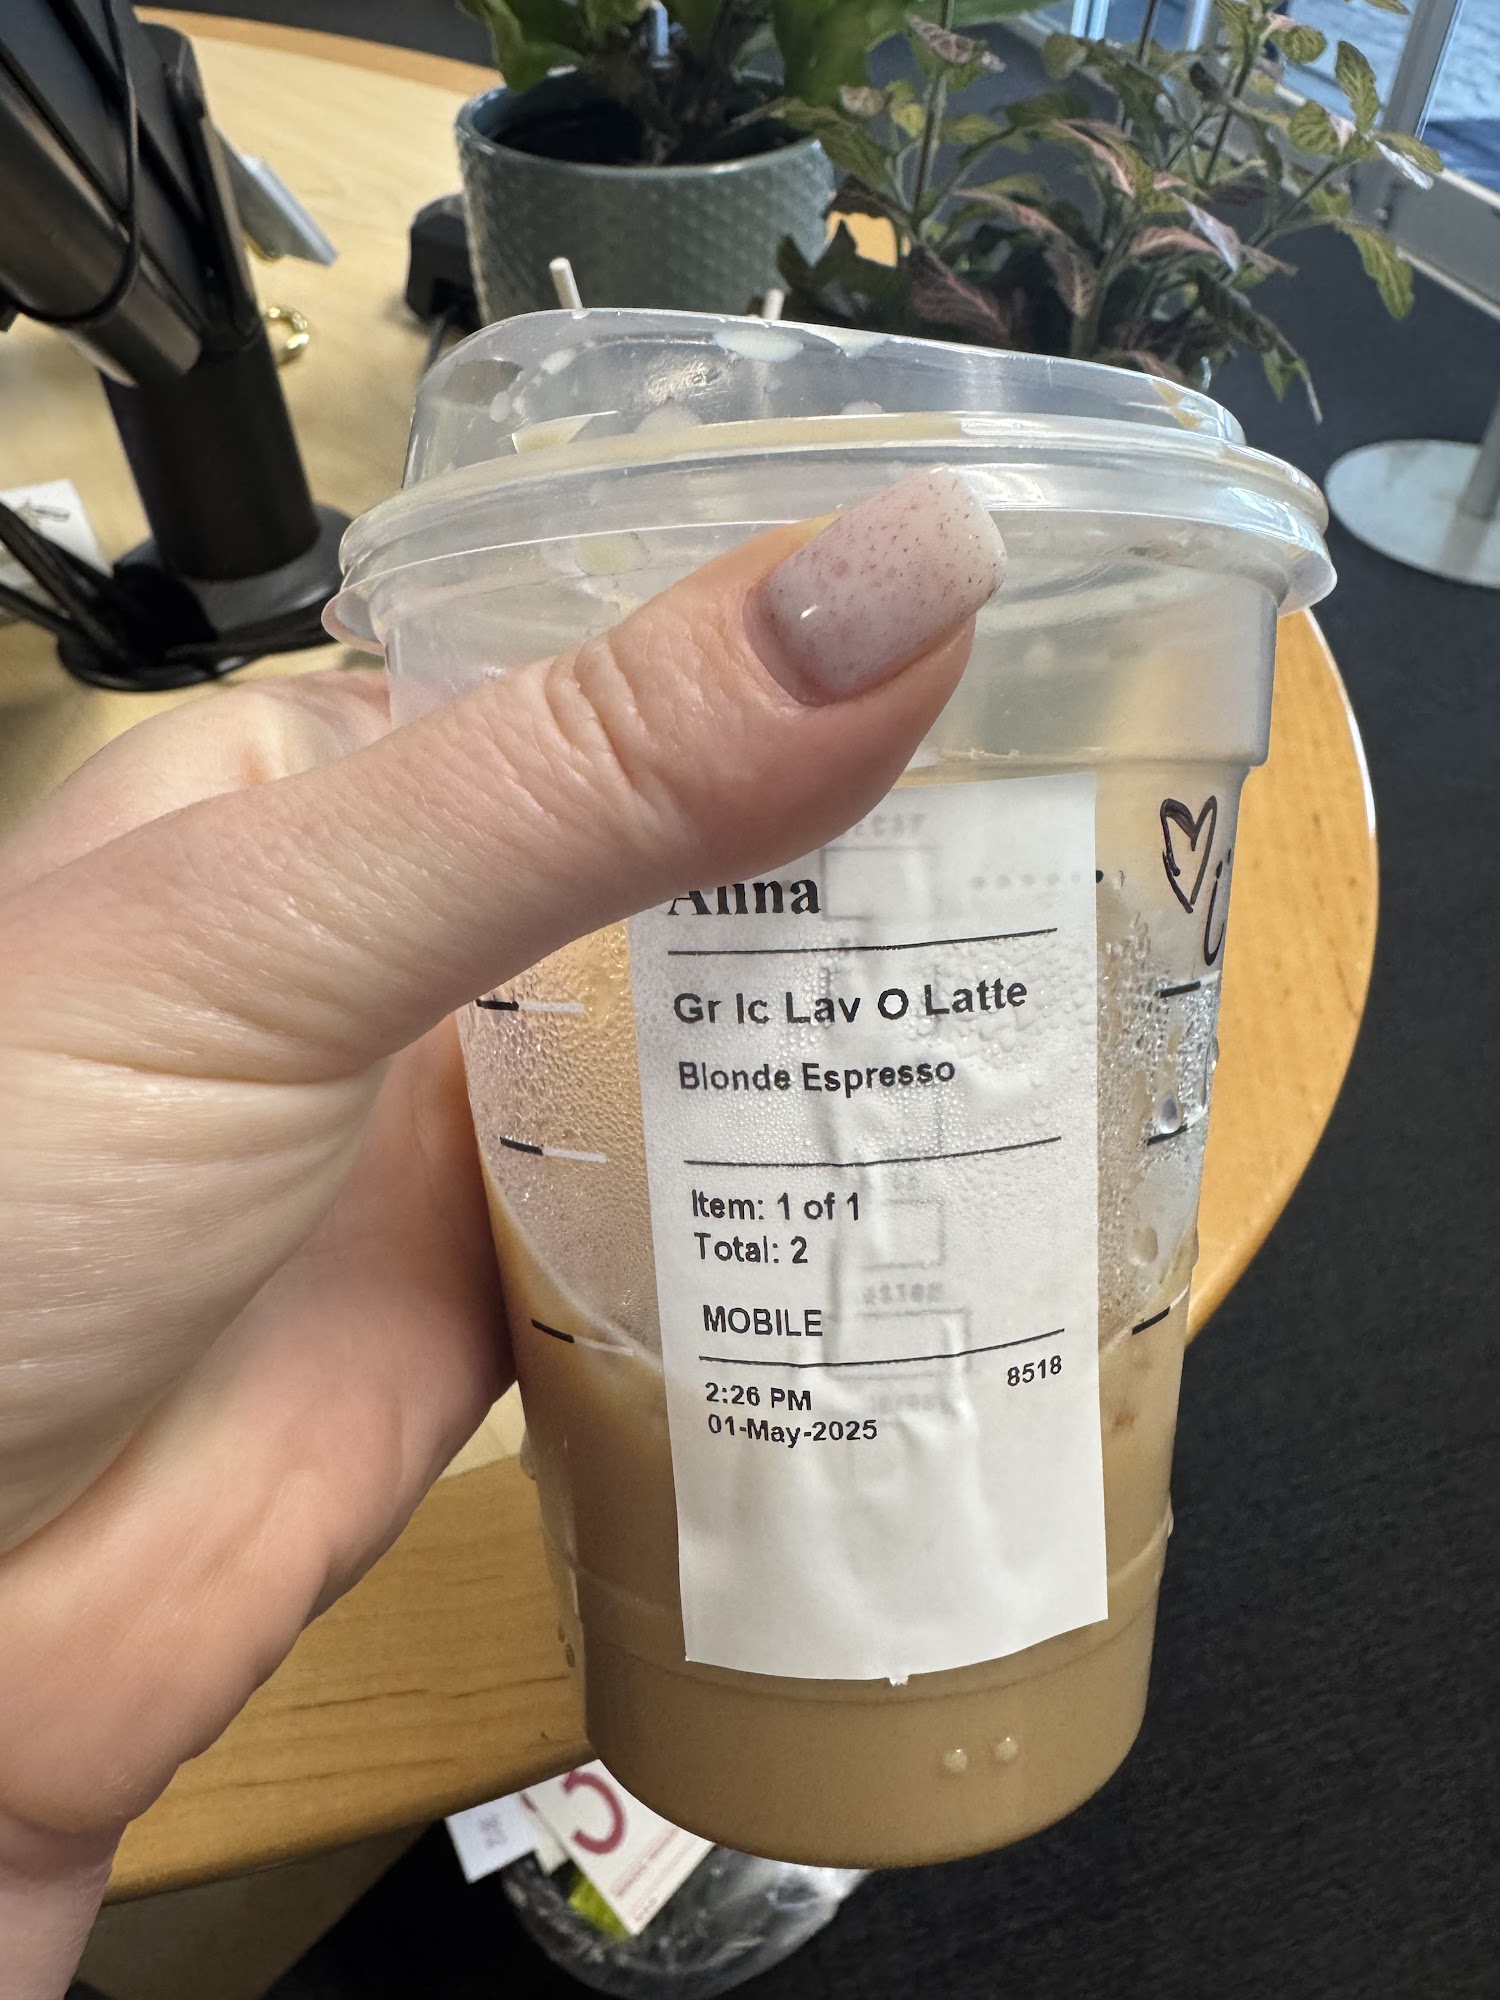 Alina
Gr Ic Lav O Latte
Blonde Espresso
Item: 1 of 1
Total: 2
MOBILE
8518
2:26 PM
01-May-2025